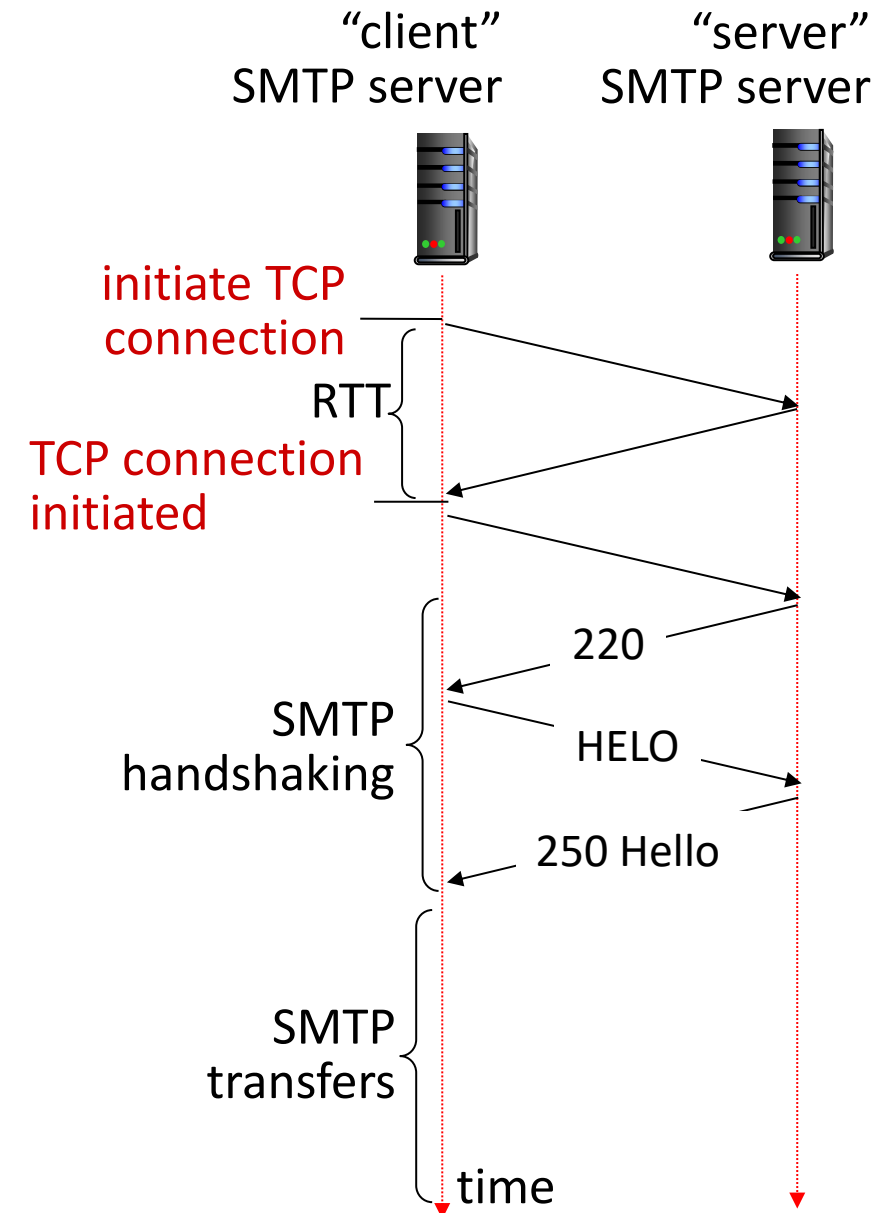 “client”
SMTP server
“server”
SMTP server
initiate TCP
connection
RTT
TCP connection
initiated
220
SMTP
handshaking
HELO
250 Hello
SMTP
transfers
time